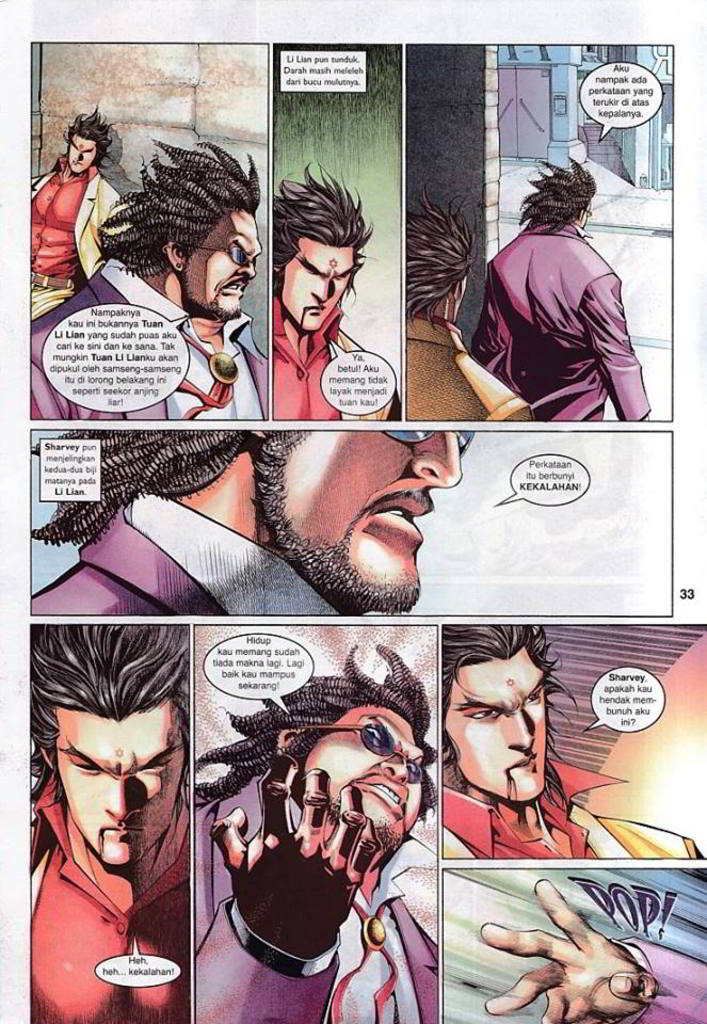 Nampaknya
kau ini bukannya Tuan
Li Lian yang sudah puas aku
cari ke sini dan ke sana. Tak
mungkin Tuan Li Lianku akan
dipukul oleh samseng-samseng
itu di lorong belakang ini
seperti seekor anjing
liar!
Li Lian pun tunduk.
Darah masih meleleh
dari bucu mulutnya.
Ya,
betul! Aku
memang tidak
layak menjadi
tuan kau!
Aku
nampak ada
perkataan yang
terukir di atas
kepalanya.
Sharvey pun
menjelingkan
kedua-dua biji
matanya pada
Li Lian.
Perkataan
itu berbunyi
KEKALAHAN!
33
Heh,
heh... kekalahan!
Hidup
kau memang sudah
tiada makna lagi. Lagi
baik kau mampus
sekarang!
Sharvey,
apakah kau
hendak mem-
bunuh aku
ini?
POP!